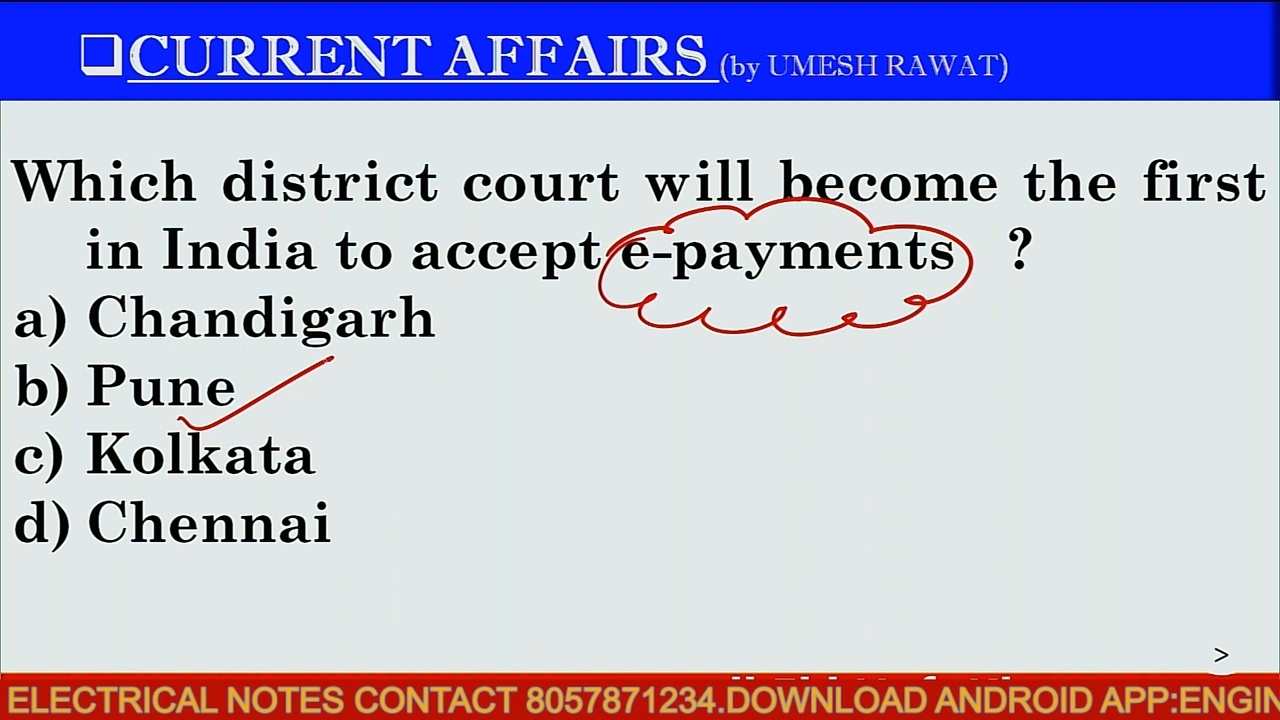 ❑CURRENT AFFAIRS (by UMESH RAWAT)
Which district court will become the first
in India to accept e-payments ?
a) Chandigarh
b) Pune
c) Kolkata
d) Chennai
>
ELECTRICAL NOTES CONTACT 8057871234.DOWNLOAD ANDROID APP:ENGIN